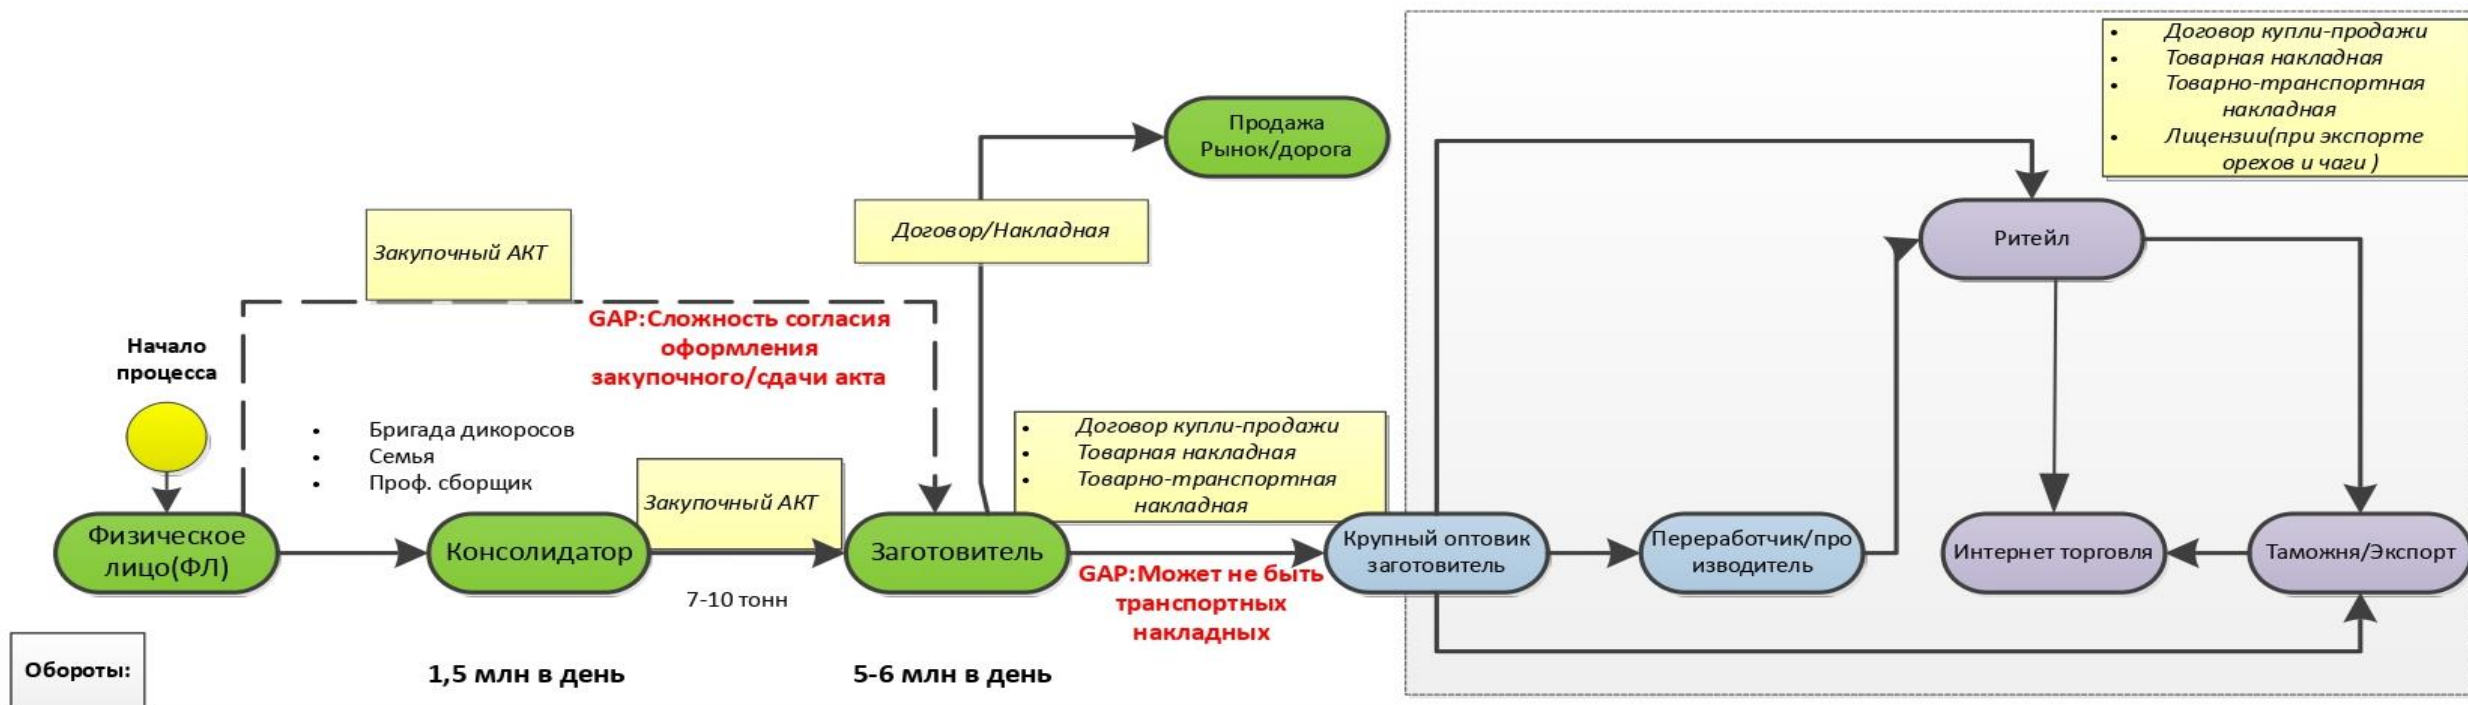 • Договор купли-продажи
• Товарная накладная
• Товарно-транспортная
накладная
• Лицензии(при экспорте
орехов и чаги )
Продажа
Рынок/дорога
Закупочный АКТ
Договор/Накладная
Ритейл
GAP:Сложность согласия
оформления
закупочного/сдачи акта
Начало
процесса
• Бригада дикоросов
• Семья
• Проф. сборщик
• Договор купли-продажи
• Товарная накладная
• Товарно-транспортная
накладная
Закупочный АКТ
Физическое
лицо(ФЛ)
Консолидатор
Заготовитель
Крупный оптовик
заготовитель
Переработчик/про
изводитель
Интернет торговля
Таможня/Экспорт
7-10 тонн
GAP:Может не быть
транспортных
накладных
Обороты:
1,5 млн в день
5-6 млн в день